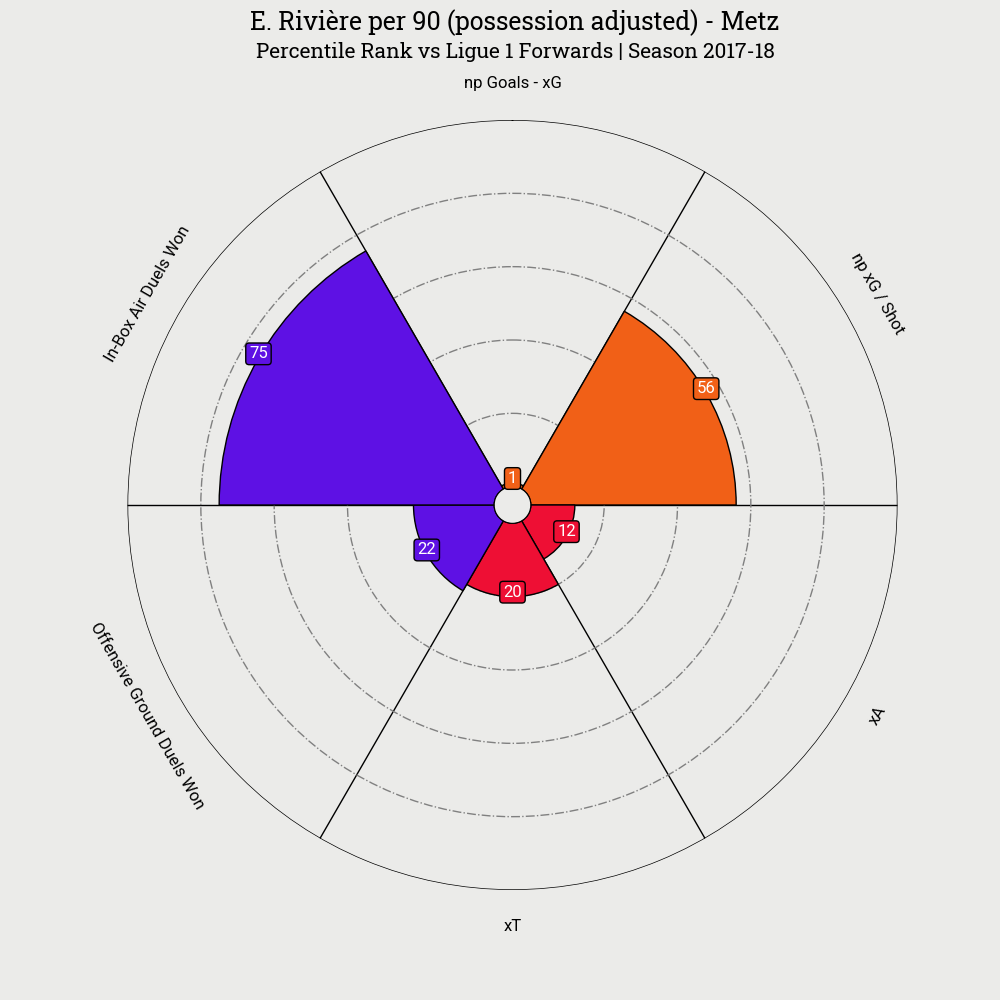 E. Rivière per 90 (possession adjusted) - Metz
Percentile Rank vs Ligue 1 Forwards | Season 2017-18
np Goals - xG
In-Box Air Duels Won
np xG / Shot
75
56
1
12
22
20
Offensive Ground Duels Won
xA
xT